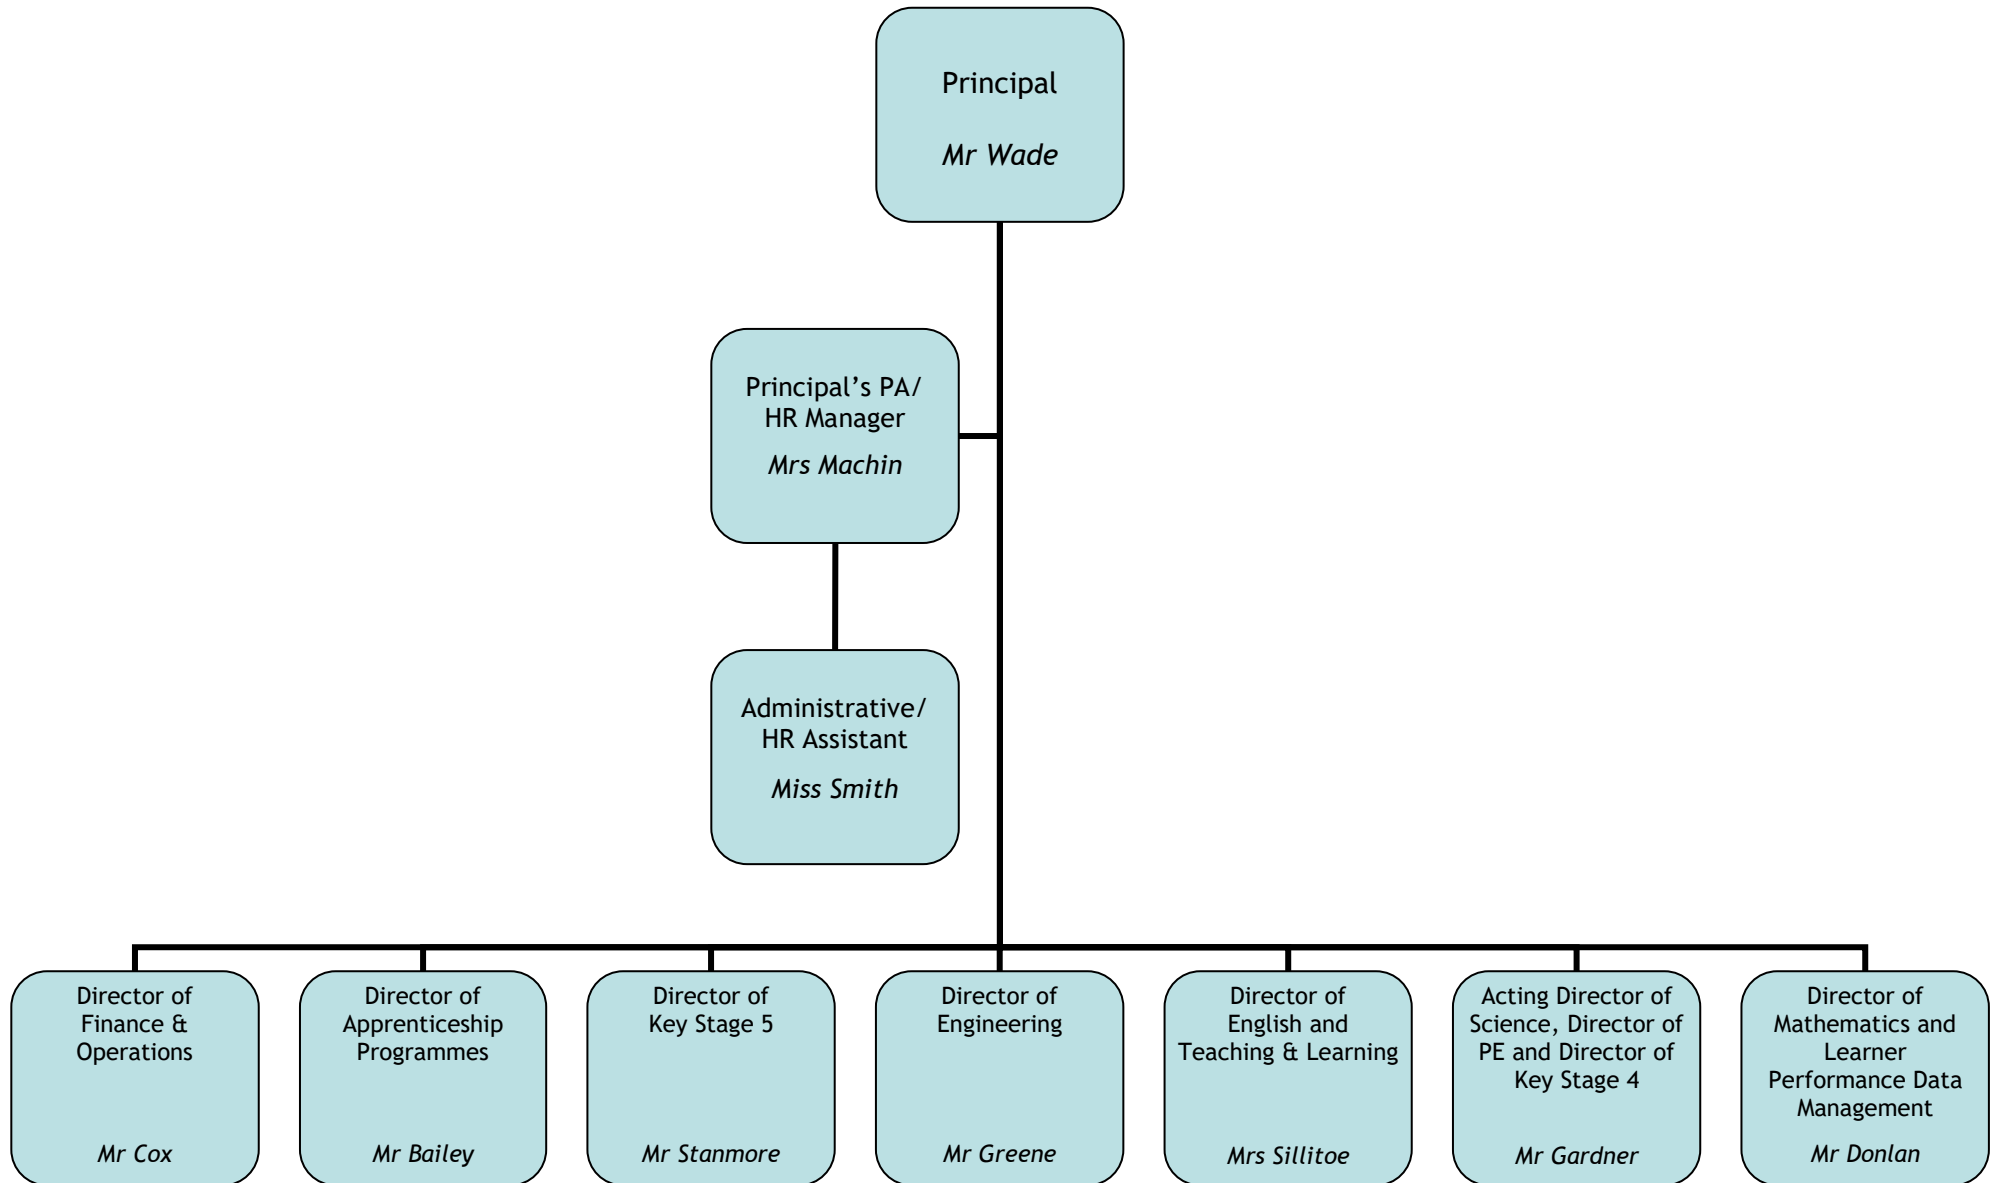 Principal
Mr Wade
Principal’s PA/
HR Manager
Mrs Machin
Administrative/
HR Assistant
Miss Smith
Director of
Finance &
Operations
Mr Cox
Director of
Apprenticeship
Programmes
Mr Bailey
Director of
Key Stage 5
Mr Stanmore
Director of
Engineering
Mr Greene
Director of
English and
Teaching & Learning
Mrs Sillitoe
Acting Director of
Science, Director of
PE and Director of
Key Stage 4
Mr Gardner
Director of
Mathematics and
Learner
Performance Data
Management
Mr Donlan